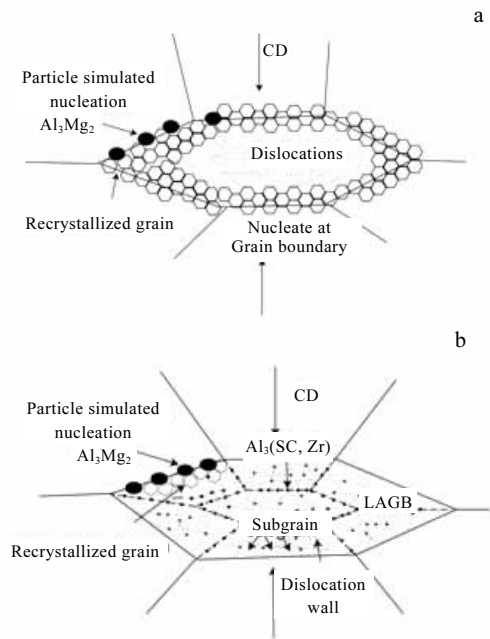 a
CD
Particle simulated
nucleation
Al₃Mg₂
Dislocations
Recrystallized grain
Nucleate at
Grain boundary
b
CD
Particle simulated
nucleation
Al₃Mg₂
Al₃(SC, Zr)
LAGB
Subgrain
Recrystallized grain
Dislocation
wall